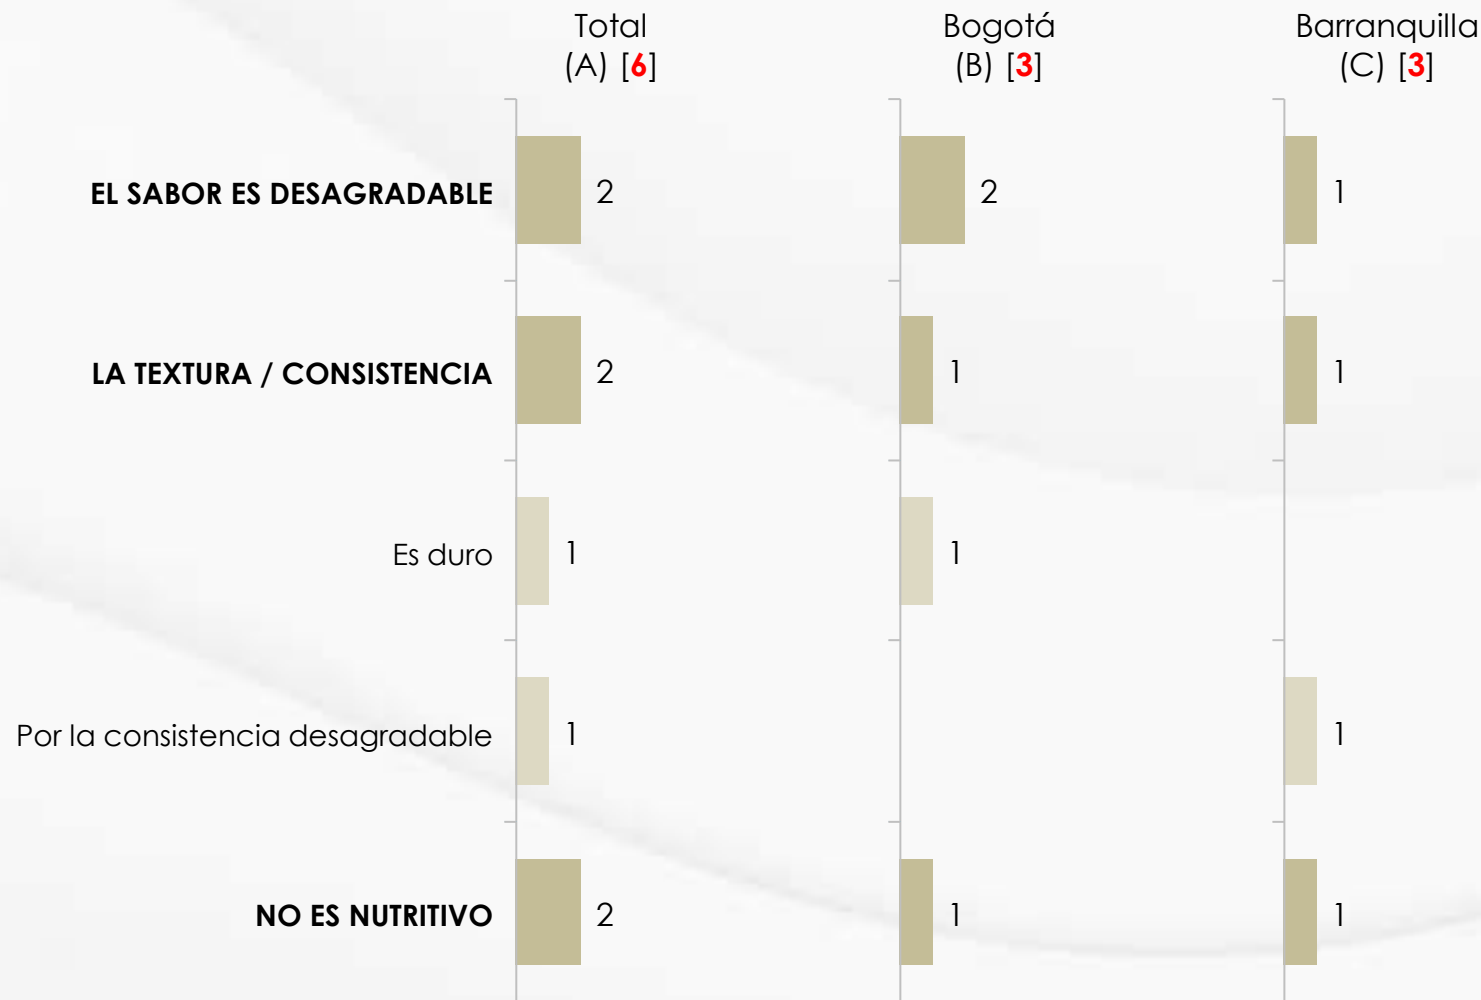 Total
(A) [6]
Bogotá
(B) [3]
Barranquilla
(C) [3]
EL SABOR ES DESAGRADABLE 2 2 1
LA TEXTURA / CONSISTENCIA 2 1 1
Es duro 1 1
Por la consistencia desagradable 1 1
NO ES NUTRITIVO 2 1 1